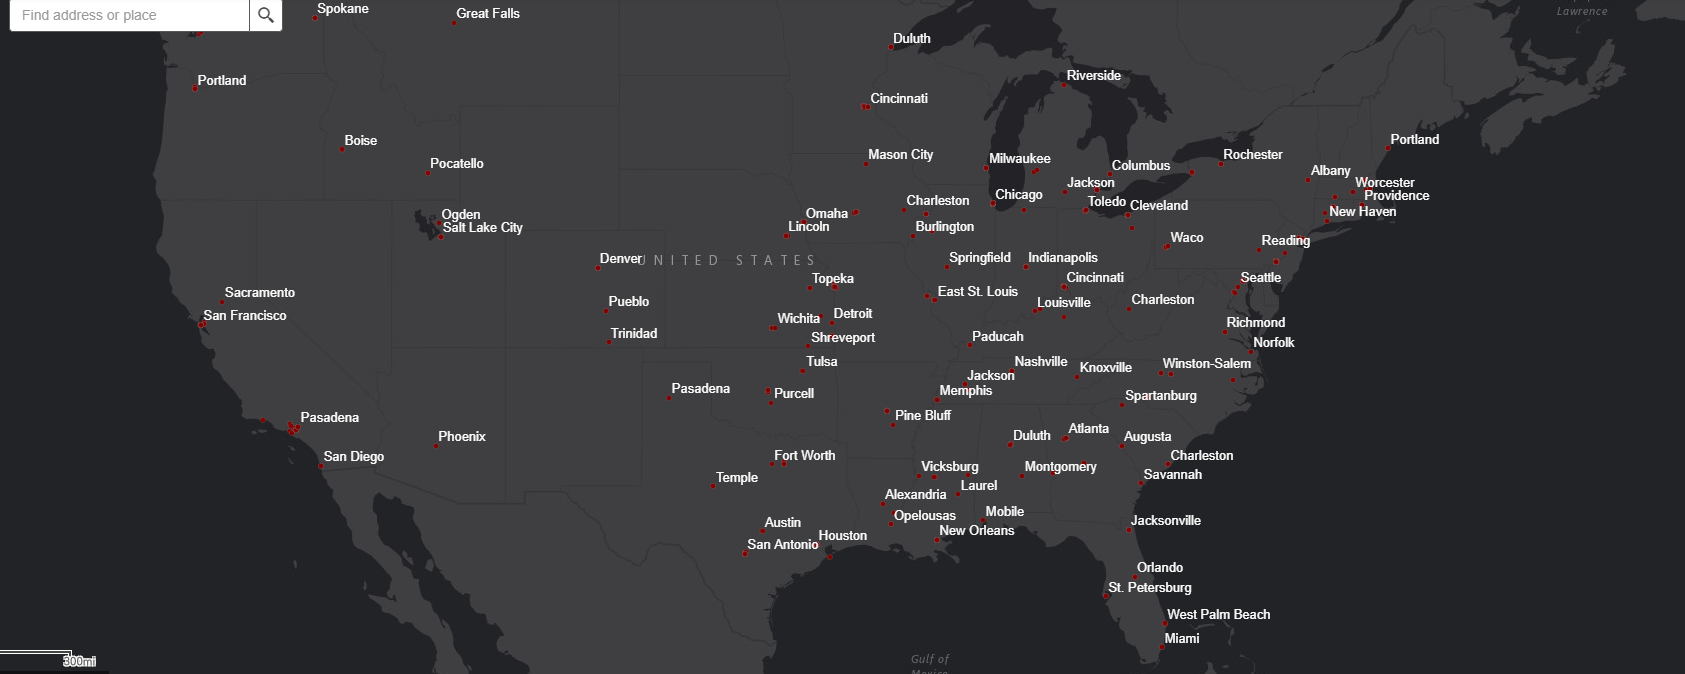 Find address or place
Spokane
Great Falls
Lawrence
Duluth
Portland
Riverside
Cincinnati
Boise
Portland
Pocatello
Mason City
Milwaukee
Columbus
Rochester
Albany
Jackson
Worcester
Providence
Chicago
Charleston
Toledo
Cleveland
New Haven
Ogden
Omaha
Salt Lake City
Lincoln
Burlington
Waco
Reading
Denver
UNITED STATES
Springfield
Indianapolis
Topeka
Cincinnati
Seattle
Sacramento
East St. Louis
Pueblo
Louisville
Charleston
San Francisco
Wichita
Detroit
Richmond
Trinidad
Shreveport
Paducah
Norfolk
Tulsa
Nashville
Knoxville
Winston-Salem
Jackson
Pasadena
Purcell
Memphis
Spartanburg
Pasadena
Pine Bluff
Phoenix
Duluth
Atlanta
Augusta
San Diego
Fort Worth
Vicksburg
Montgomery
Charleston
Temple
Laurel
Savannah
Alexandria
Opelousas
Mobile
Austin
Jacksonville
San Antonio
Houston
New Orleans
Orlando
St. Petersburg
West Palm Beach
Miami
300mi
Gulf of
Mexico